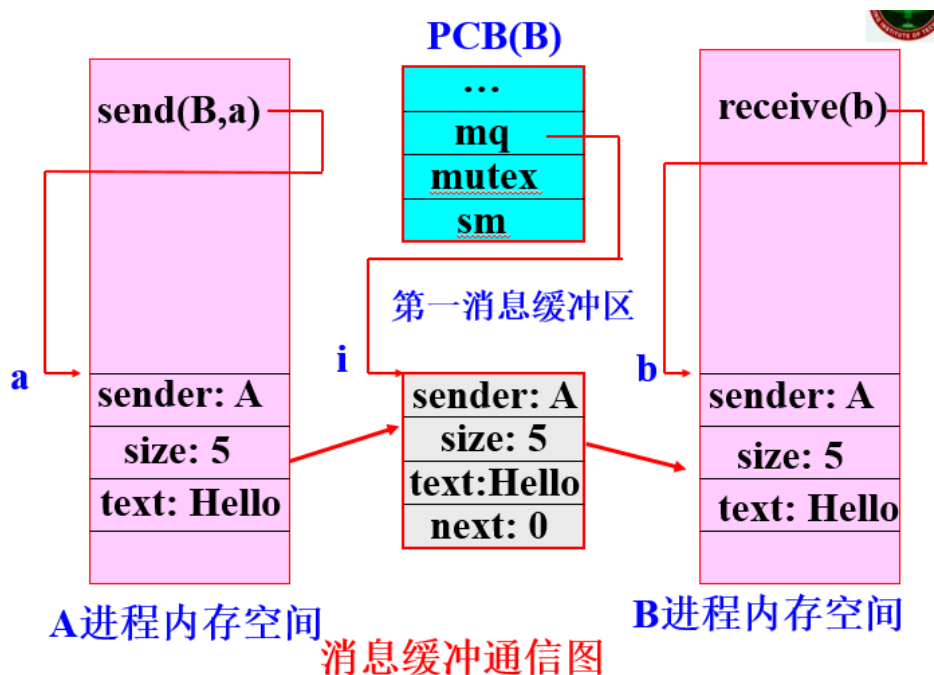 PCB(B)
…
mq
mutex
sm
send(B,a)
receive(b)
第一消息缓冲区
a
sender: A
size: 5
text: Hello
i
sender: A
size: 5
text:Hello
next: 0
b
sender: A
size: 5
text: Hello
A进程内存空间
B进程内存空间
消息缓冲通信图